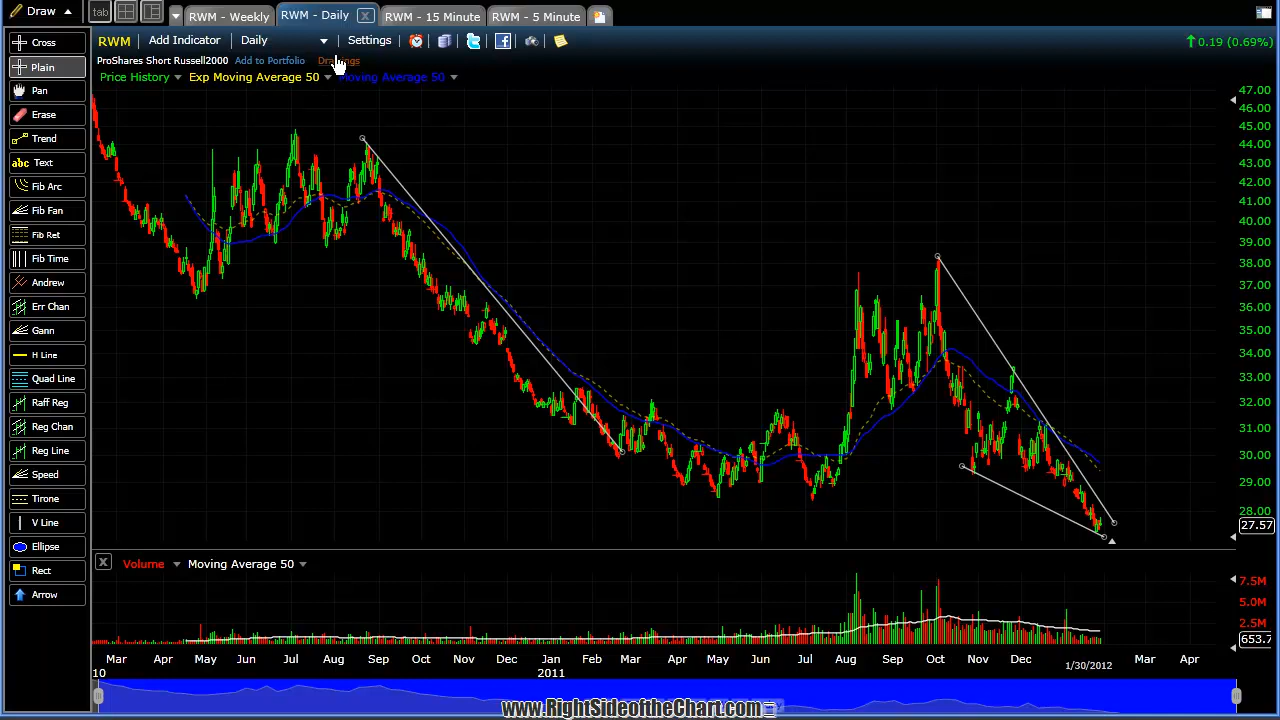 Draw
tab
RWM - Weekly
RWM - Daily
X
RWM - 15 Minute
RWM - 5 Minute
RWM
Add Indicator
Daily
Settings
0.19 (0.69%)
ProShares Short Russell2000
Add to Portfolio
Drawings
Price History
Exp Moving Average 50
Moving Average 50
Cross
Plain
Pan
Erase
Trend
abc Text
Fib Arc
Fib Fan
Fib Ret
Fib Time
Andrew
Err Chan
Gann
H Line
Quad Line
Raff Reg
Reg Chan
Reg Line
Speed
Tirone
V Line
Ellipse
Rect
Arrow
47.00
46.00
45.00
44.00
43.00
42.00
41.00
40.00
39.00
38.00
37.00
36.00
35.00
34.00
33.00
32.00
31.00
30.00
29.00
28.00
27.57
X
Volume
Moving Average 50
7.5M
5.0M
2.5M
653.7
Mar Apr May Jun Jul Aug Sep Oct Nov Dec Jan Feb Mar Apr May Jun Jul Aug Sep Oct Nov Dec 1/30/2012 Mar Apr
10 2011
www.RightSideoftheChart.com